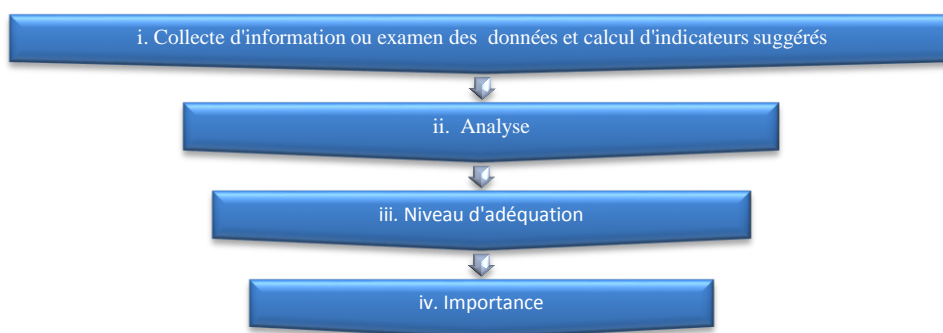 i. Collecte d'information ou examen des données et calcul d'indicateurs suggérés
ii. Analyse
iii. Niveau d'adéquation
iv. Importance